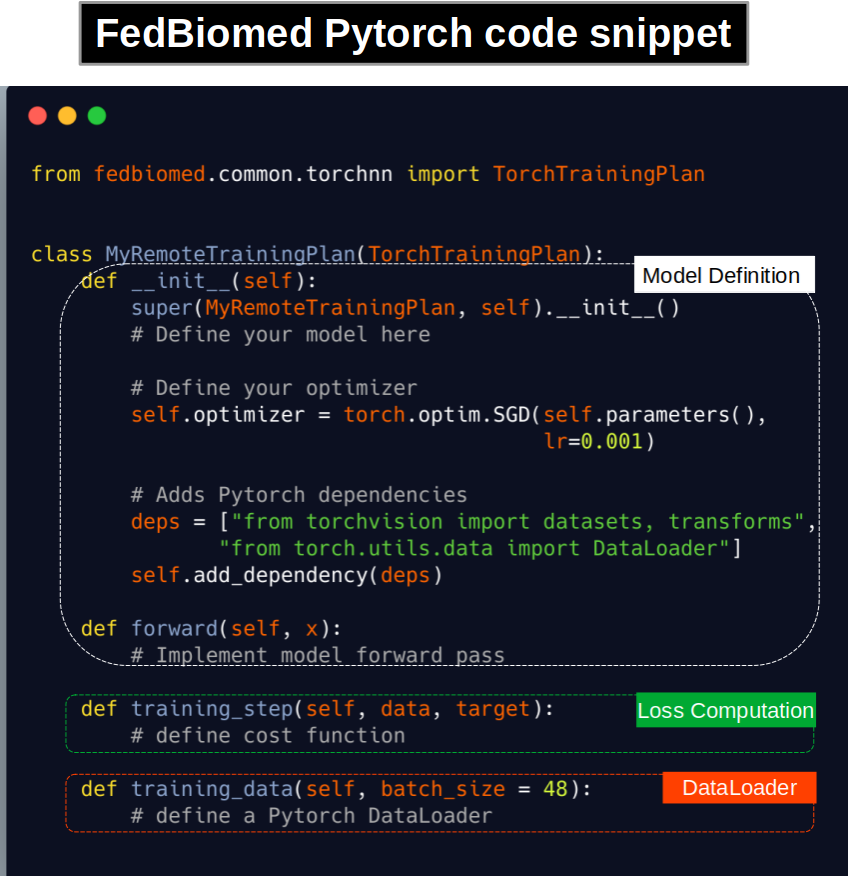 FedBiomed Pytorch code snippet
from fedbiomed.common.torchnn import TorchTrainingPlan
class MyRemoteTrainingPlan(TorchTrainingPlan):
Model Definition
    def __init__(self):
        super(MyRemoteTrainingPlan, self).__init__()
        # Define your model here
        # Define your optimizer
        self.optimizer = torch.optim.SGD(self.parameters(),
                                         lr=0.001)
        # Adds Pytorch dependencies
        deps = ["from torchvision import datasets, transforms",
               "from torch.utils.data import DataLoader"]
        self.add_dependency(deps)
    def forward(self, x):
        # Implement model forward pass
    def training_step(self, data, target):
Loss Computation
        # define cost function
    def training_data(self, batch_size = 48):
DataLoader
        # define a Pytorch DataLoader